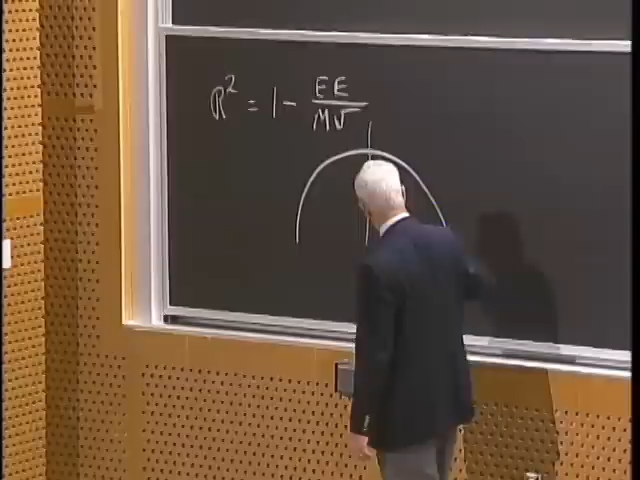 R² = 1 - EE/MV